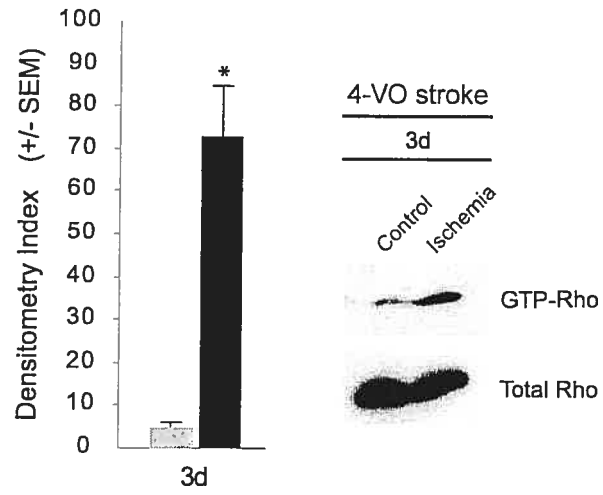 Densitometry Index (+/- SEM)
100
90
80
70
60
50
40
30
20
10
0
*
3d
4-VO stroke
3d
Control
Ischemia
GTP-Rho
Total Rho